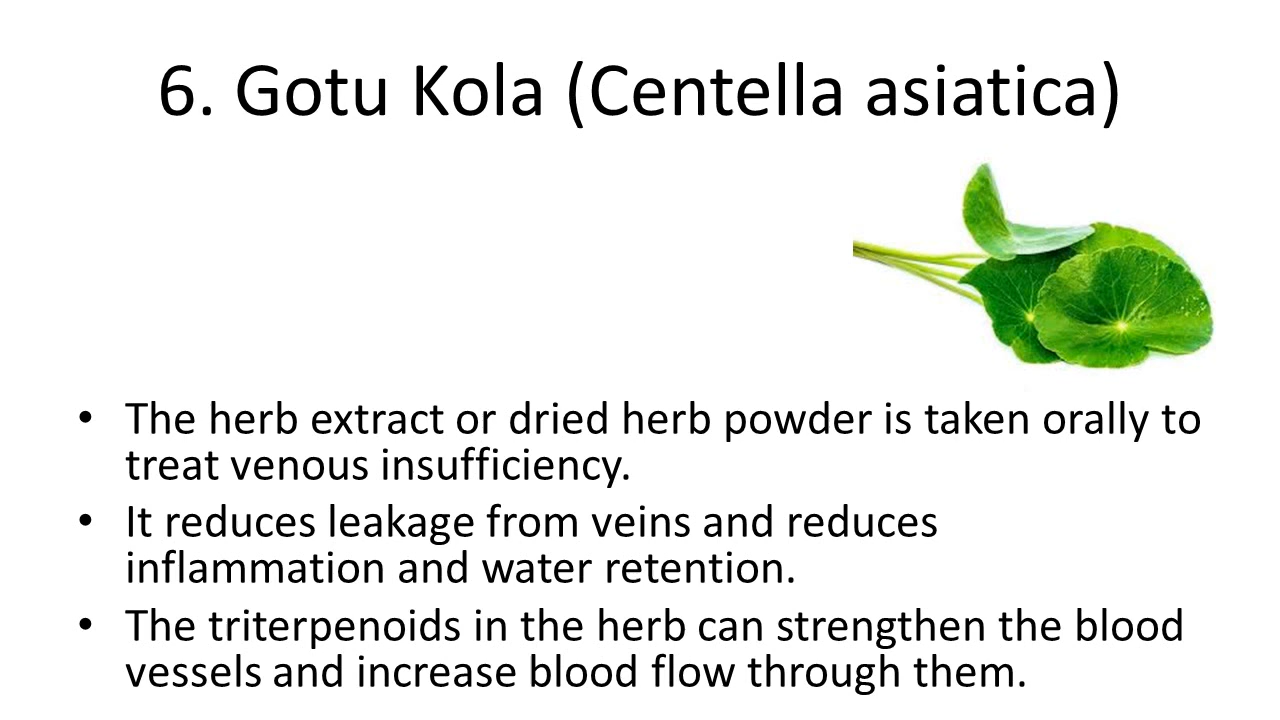 6. Gotu Kola (Centella asiatica)
• The herb extract or dried herb powder is taken orally to
treat venous insufficiency.
• It reduces leakage from veins and reduces
inflammation and water retention.
• The triterpenoids in the herb can strengthen the blood
vessels and increase blood flow through them.